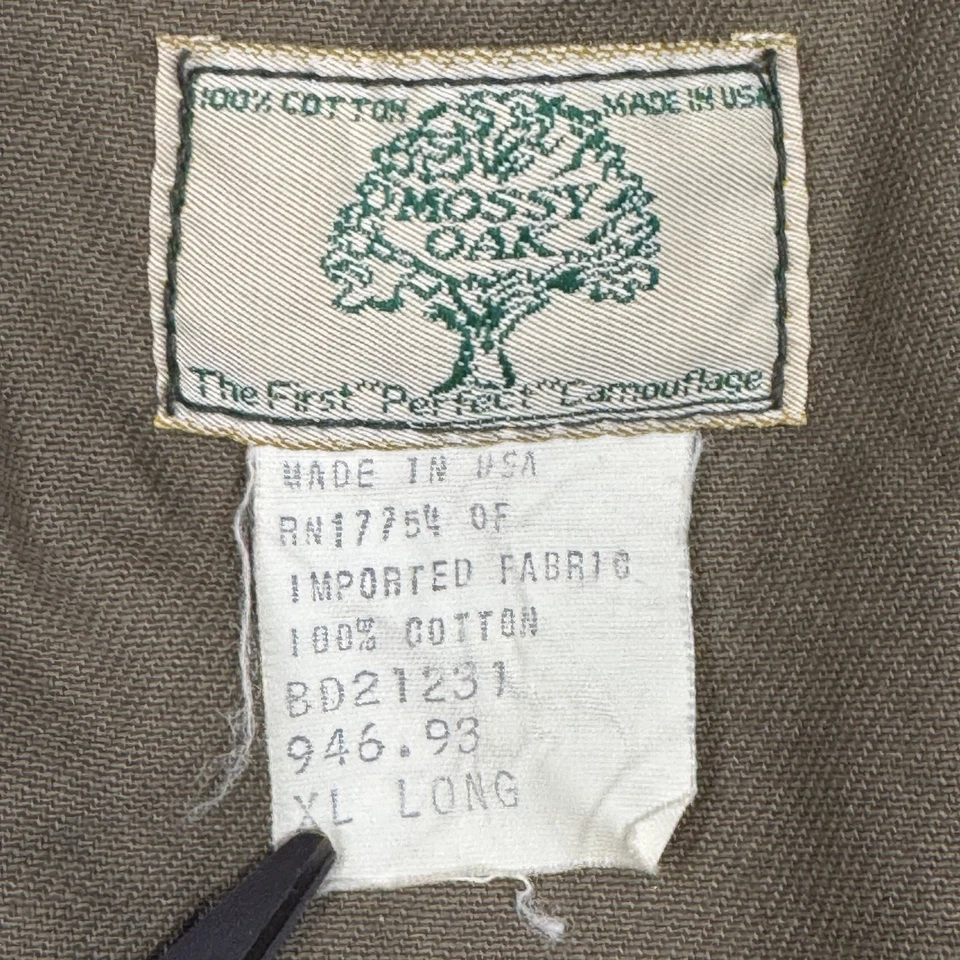 100% COTTON MADE IN USA
MOSSY
OAK
The First "Perfect" Camouflage
MADE IN USA
RN17754 OF
IMPORTED FABRIC
100% COTTON
BD21231
946.93
XL LONG